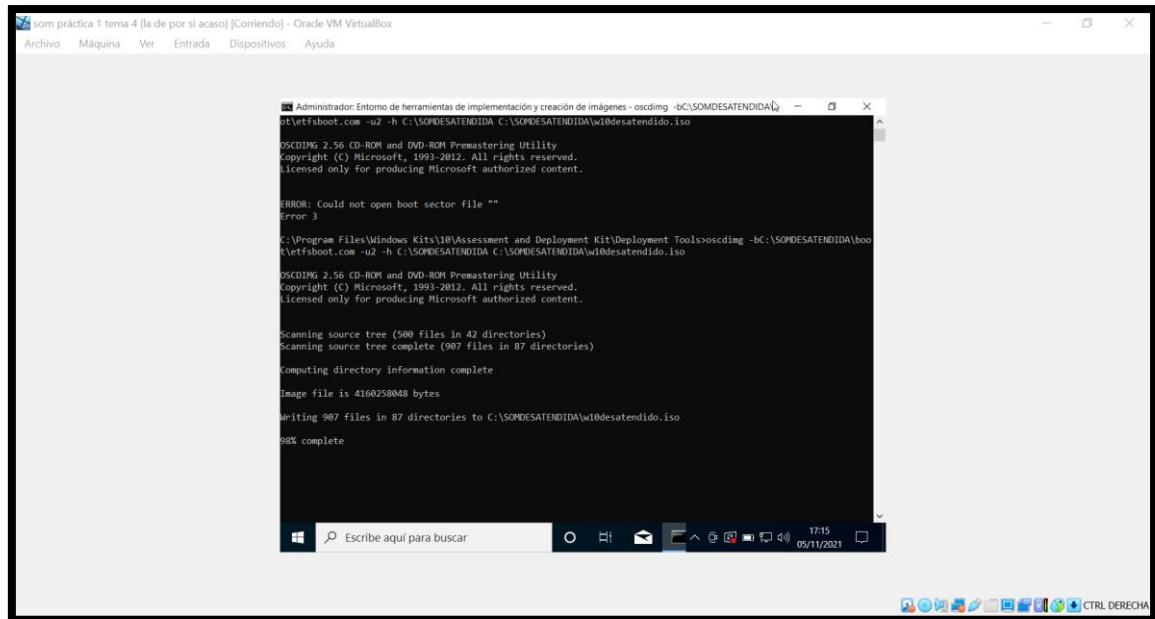 som práctica 1 tema 4 (la de por si acaso) [Corriendo] - Oracle VM VirtualBox
Archivo Máquina Ver Entrada Dispositivos Ayuda
Administrador: Entorno de herramientas de implementación y creación de imágenes - oscdimg -bC:\SOMDESATENDIDA\
ot\etfsboot.com -u2 -h C:\SOMDESATENDIDA C:\SOMDESATENDIDA\w10desatendido.iso
OSCDIMG 2.56 CD-ROM and DVD-ROM Premastering Utility
Copyright (C) Microsoft, 1993-2012. All rights reserved.
Licensed only for producing Microsoft authorized content.
ERROR: Could not open boot sector file ""
Error 3
C:\Program Files\Windows Kits\10\Assessment and Deployment Kit\Deployment Tools>oscdimg -bC:\SOMDESATENDIDA\boo
t\etfsboot.com -u2 -h C:\SOMDESATENDIDA C:\SOMDESATENDIDA\w10desatendido.iso
OSCDIMG 2.56 CD-ROM and DVD-ROM Premastering Utility
Copyright (C) Microsoft, 1993-2012. All rights reserved.
Licensed only for producing Microsoft authorized content.
Scanning source tree (500 files in 42 directories)
Scanning source tree complete (907 files in 87 directories)
Computing directory information complete
Image file is 4160258048 bytes
Writing 907 files in 87 directories to C:\SOMDESATENDIDA\w10desatendido.iso
98% complete
Escribe aquí para buscar
17:15
05/11/2021
CTRL DERECHA